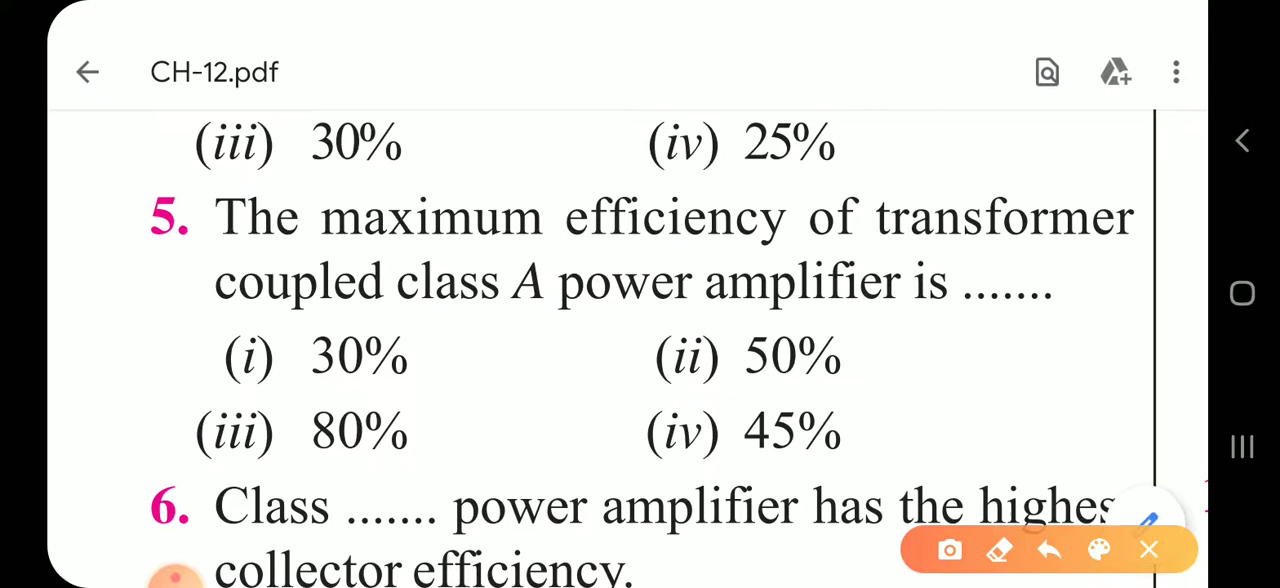 CH-12.pdf
(iii) 30% (iv) 25%
5. The maximum efficiency of transformer
coupled class A power amplifier is .......
(i) 30% (ii) 50%
(iii) 80% (iv) 45%
6. Class ....... power amplifier has the highes
collector efficiency.